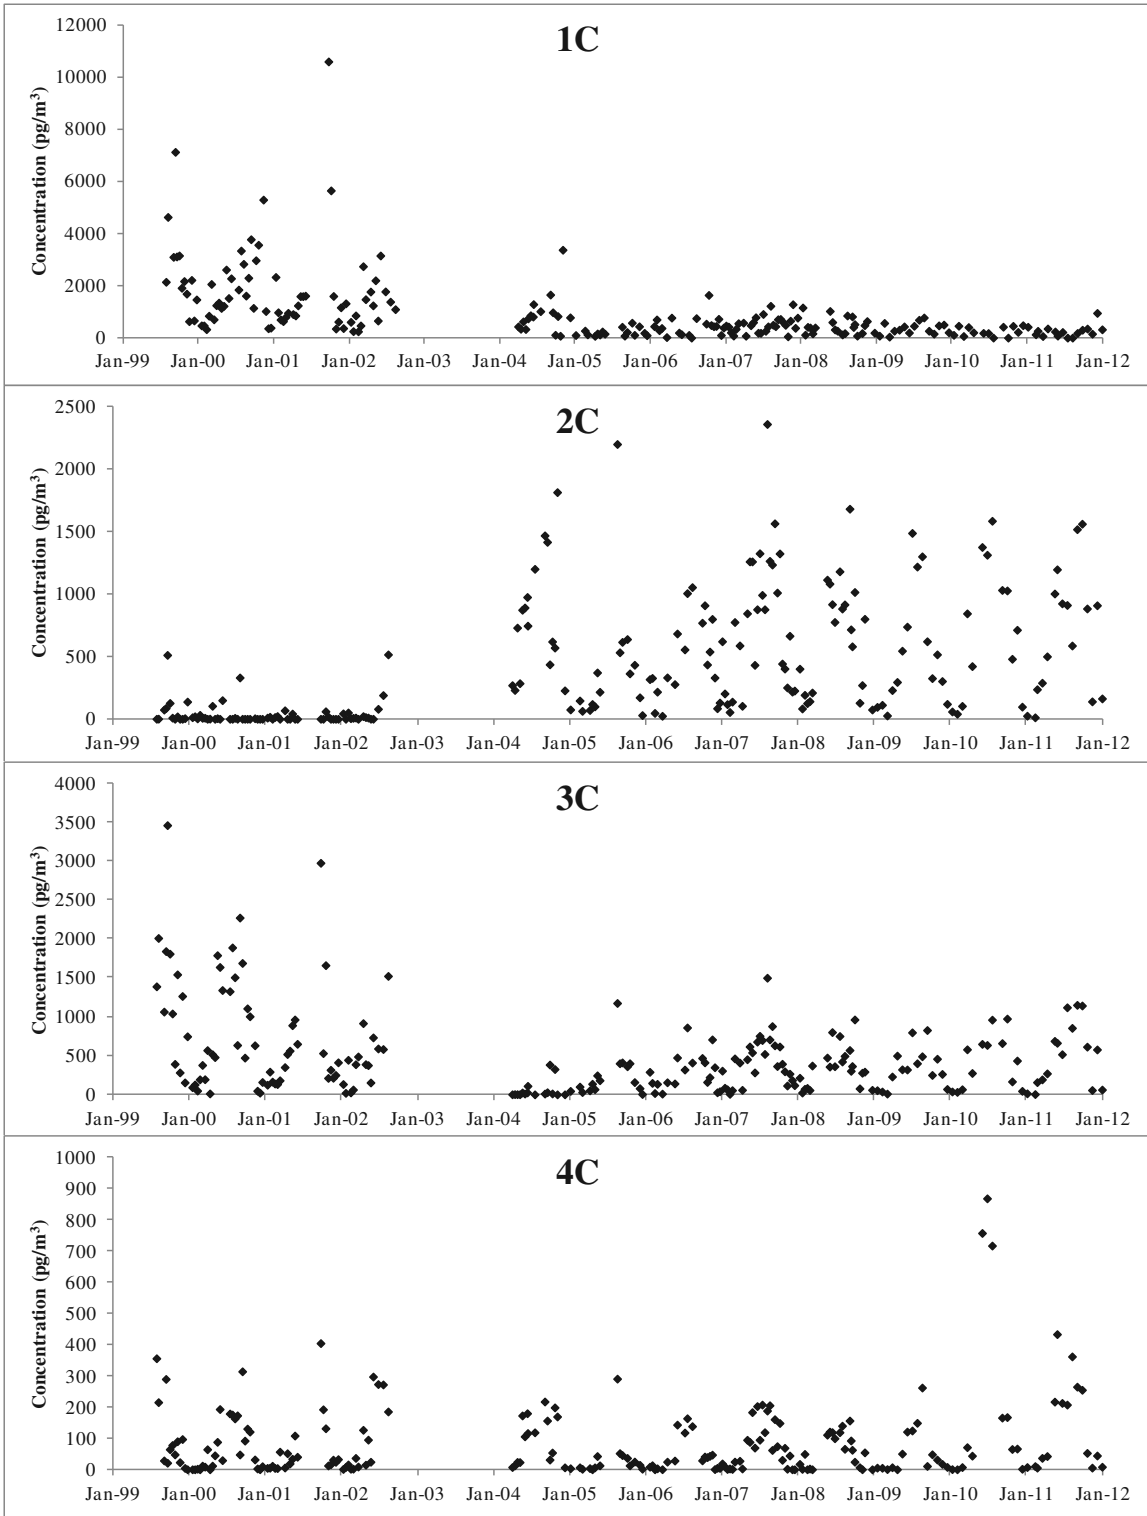 1C
Concentration (pg/m³)
12000
10000
8000
6000
4000
2000
0
Jan-99 Jan-00 Jan-01 Jan-02 Jan-03 Jan-04 Jan-05 Jan-06 Jan-07 Jan-08 Jan-09 Jan-10 Jan-11 Jan-12
2C
Concentration (pg/m³)
2500
2000
1500
1000
500
0
Jan-99 Jan-00 Jan-01 Jan-02 Jan-03 Jan-04 Jan-05 Jan-06 Jan-07 Jan-08 Jan-09 Jan-10 Jan-11 Jan-12
3C
Concentration (pg/m³)
4000
3500
3000
2500
2000
1500
1000
500
0
Jan-99 Jan-00 Jan-01 Jan-02 Jan-03 Jan-04 Jan-05 Jan-06 Jan-07 Jan-08 Jan-09 Jan-10 Jan-11 Jan-12
4C
Concentration (pg/m³)
1000
900
800
700
600
500
400
300
200
100
0
Jan-99 Jan-00 Jan-01 Jan-02 Jan-03 Jan-04 Jan-05 Jan-06 Jan-07 Jan-08 Jan-09 Jan-10 Jan-11 Jan-12